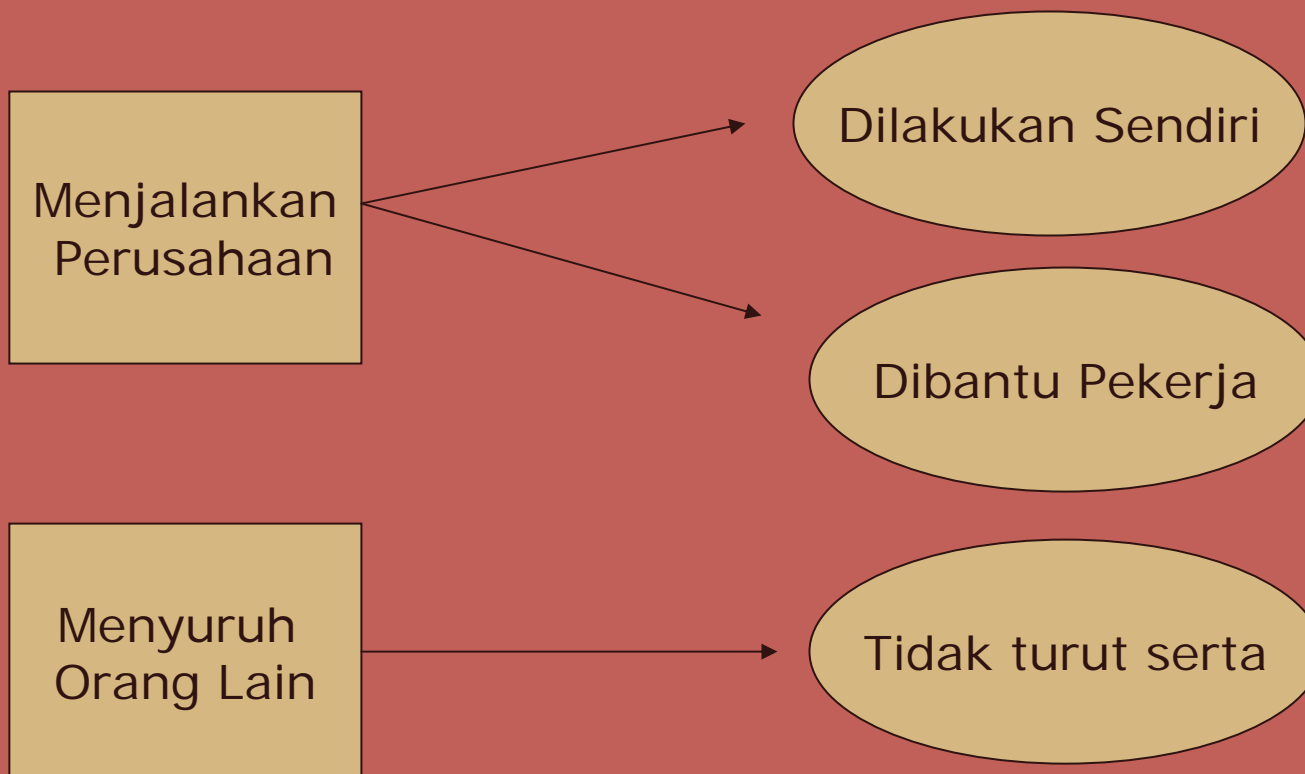 Menjalankan
Perusahaan
Dilakukan Sendiri
Dibantu Pekerja
Menyuruh
Orang Lain
Tidak turut serta